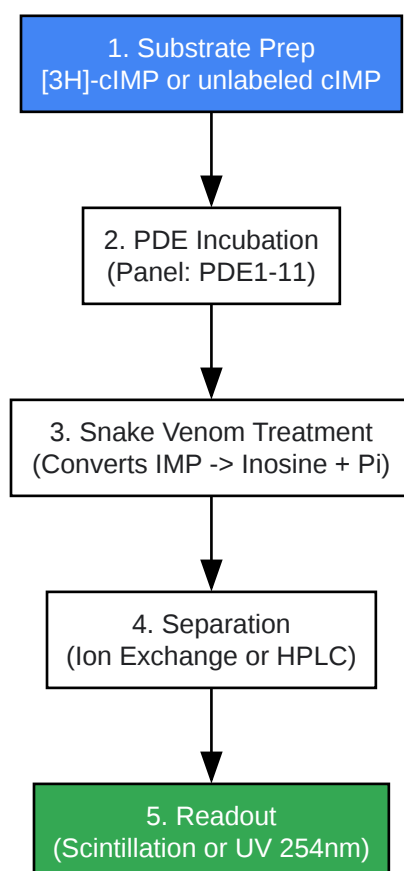 1. Substrate Prep
[3H]-cIMP or unlabeled cIMP
2. PDE Incubation
(Panel: PDE1-11)
3. Snake Venom Treatment
(Converts IMP -> Inosine + Pi)
4. Separation
(Ion Exchange or HPLC)
5. Readout
(Scintillation or UV 254nm)